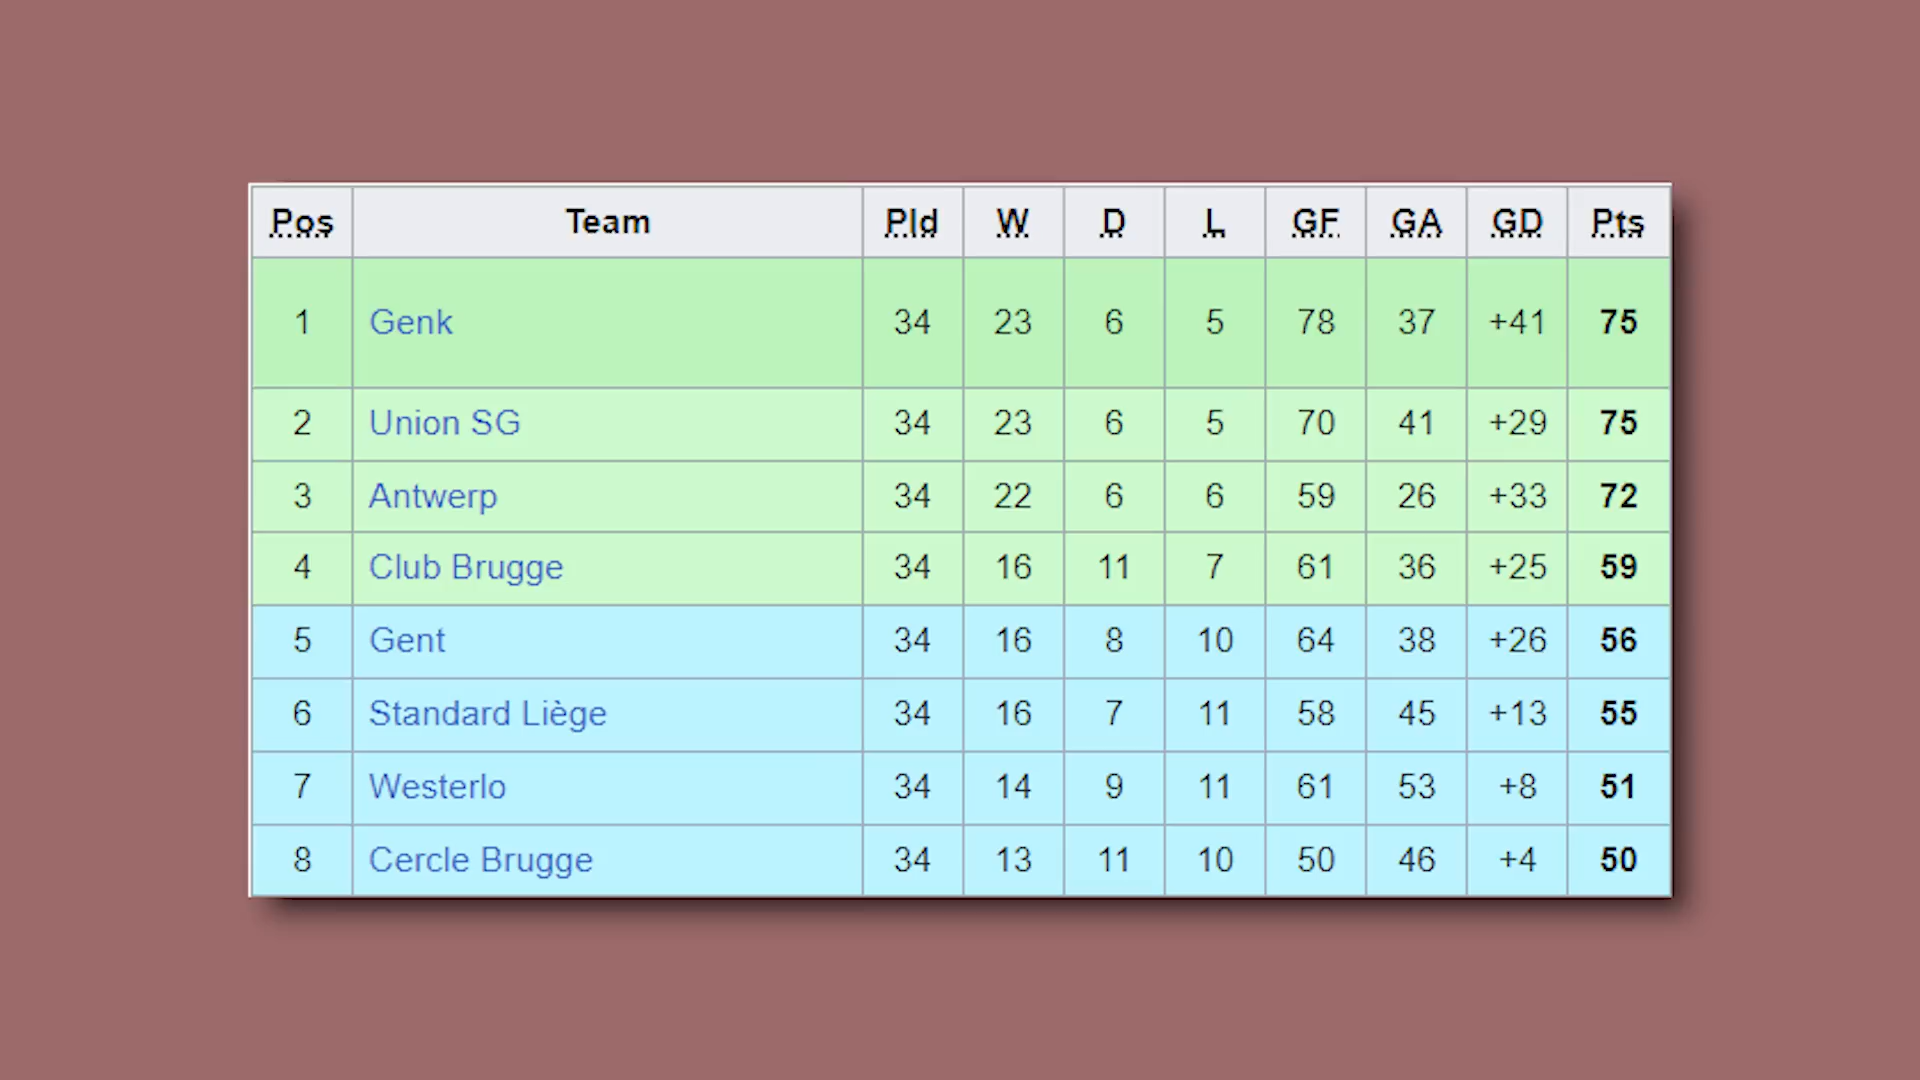 Pos Team Pld W D L GF GA GD Pts
1 Genk 34 23 6 5 78 37 +41 75
2 Union SG 34 23 6 5 70 41 +29 75
3 Antwerp 34 22 6 6 59 26 +33 72
4 Club Brugge 34 16 11 7 61 36 +25 59
5 Gent 34 16 8 10 64 38 +26 56
6 Standard Liège 34 16 7 11 58 45 +13 55
7 Westerlo 34 14 9 11 61 53 +8 51
8 Cercle Brugge 34 13 11 10 50 46 +4 50